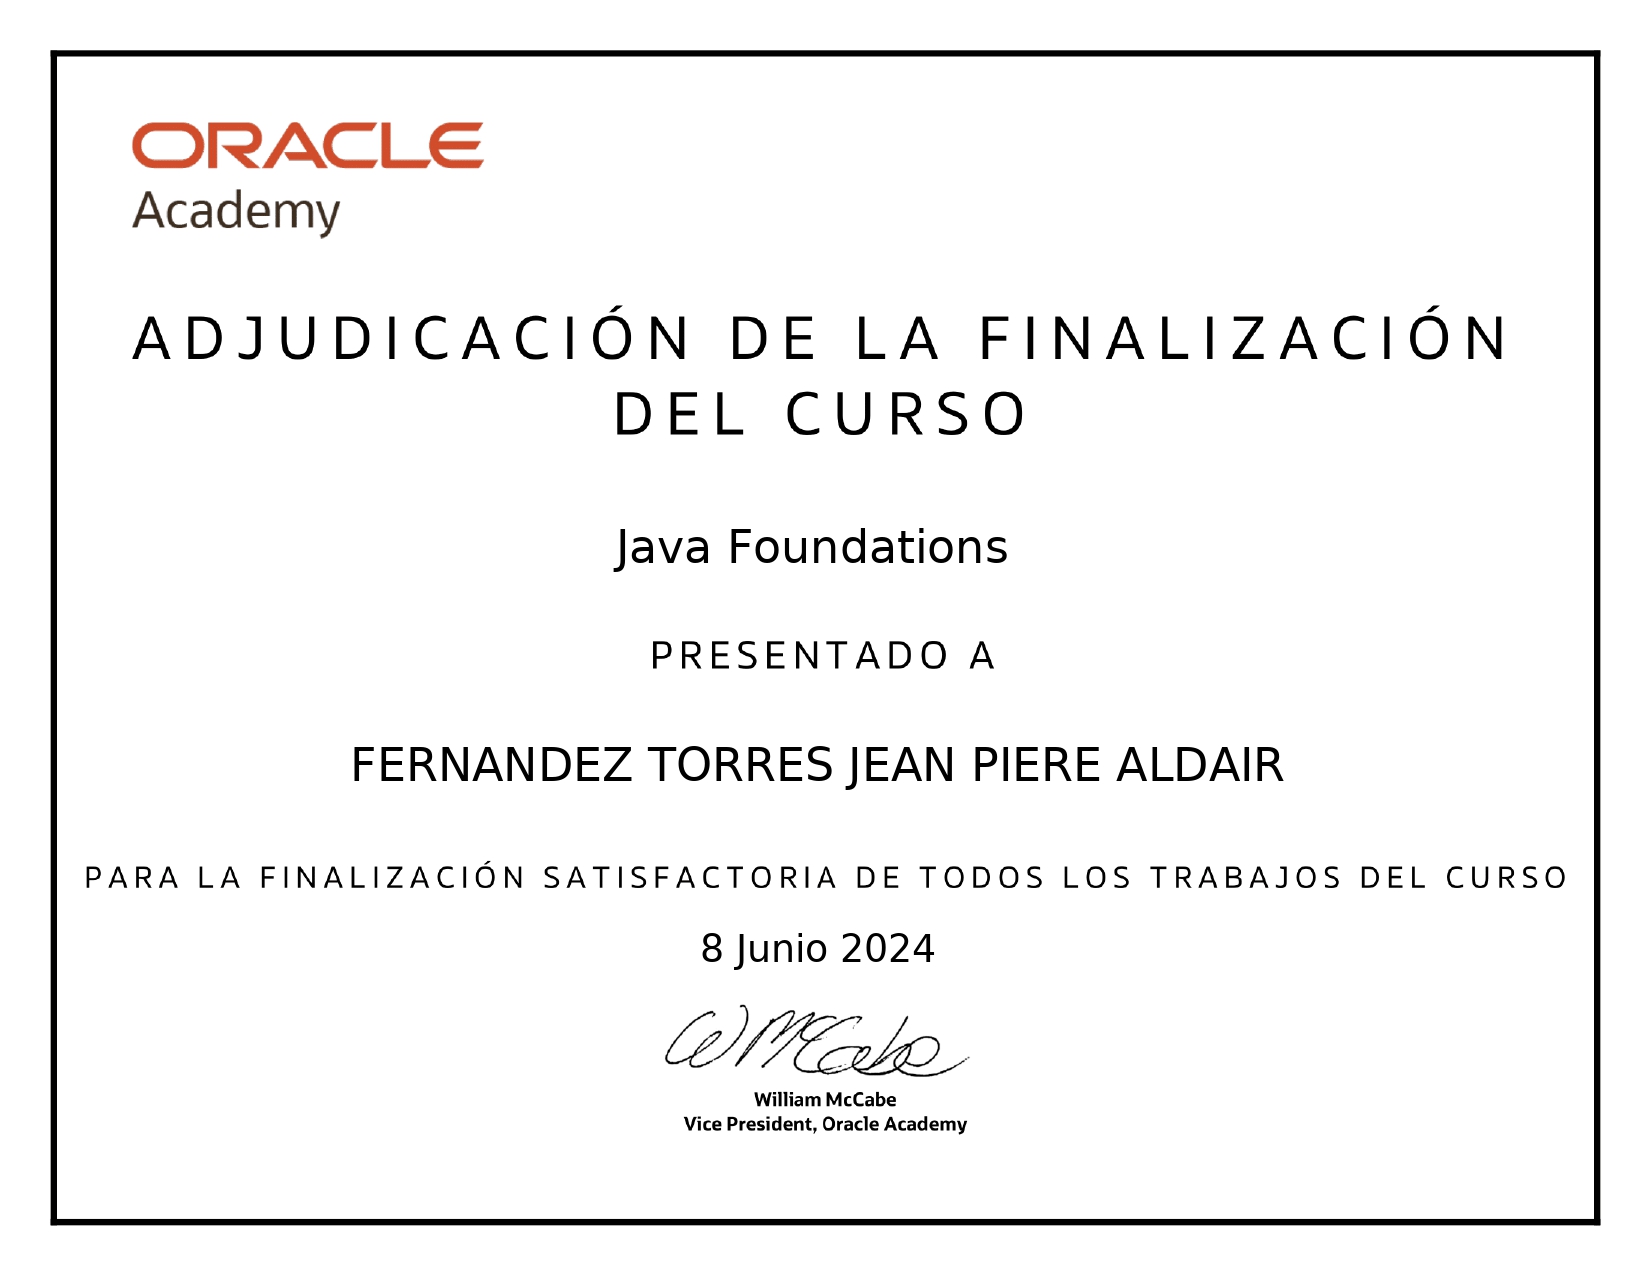 ORACLE
Academy
ADJUDICACIÓN DE LA FINALIZACIÓN
DEL CURSO
Java Foundations
PRESENTADO A
FERNANDEZ TORRES JEAN PIERE ALDAIR
PARA LA FINALIZACIÓN SATISFACTORIA DE TODOS LOS TRABAJOS DEL CURSO
8 Junio 2024
W McCabe
William McCabe
Vice President, Oracle Academy